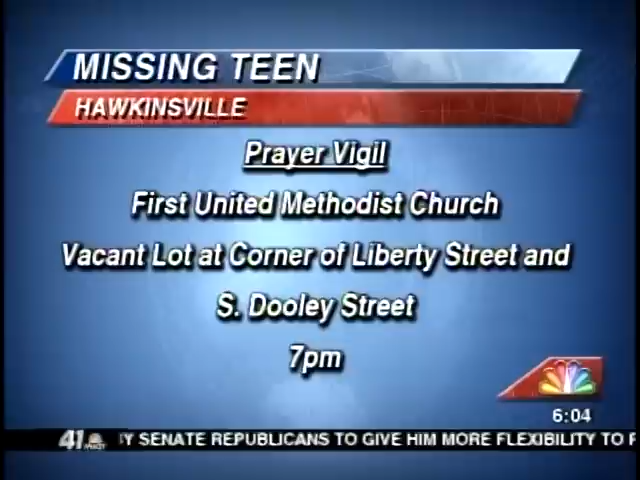 MISSING TEEN
HAWKINSVILLE
Prayer Vigil
First United Methodist Church
Vacant Lot at Corner of Liberty Street and
S. Dooley Street
7pm
6:04
41 Y SENATE REPUBLICANS TO GIVE HIM MORE FLEXIBILITY TO